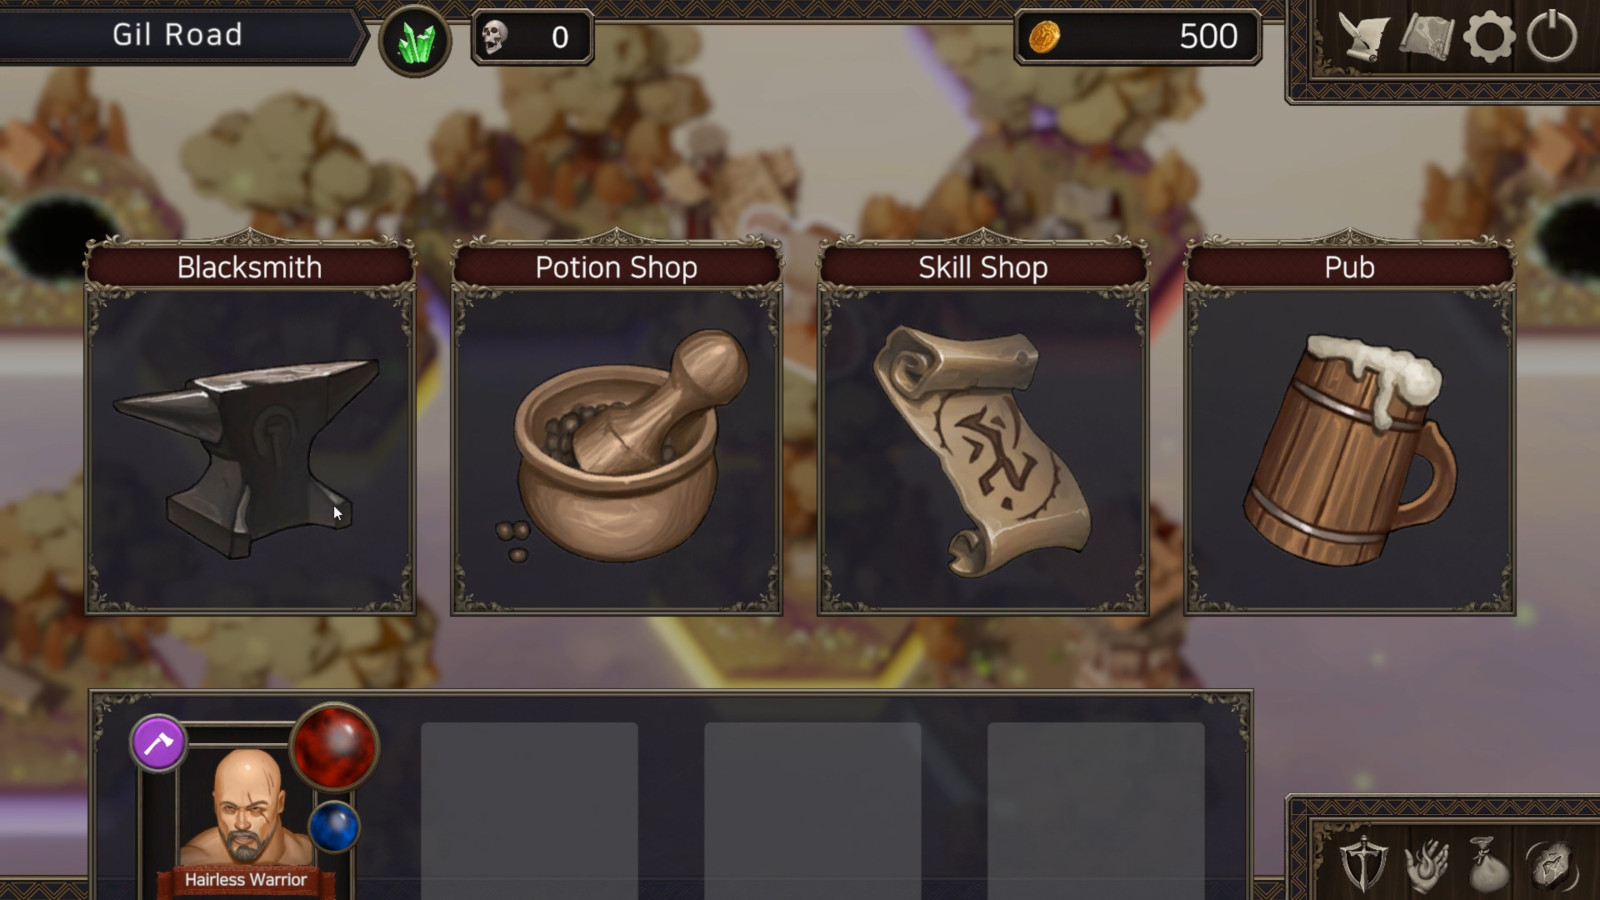 Gil Road
0
500
Blacksmith
Potion Shop
Skill Shop
Pub
Hairless Warrior